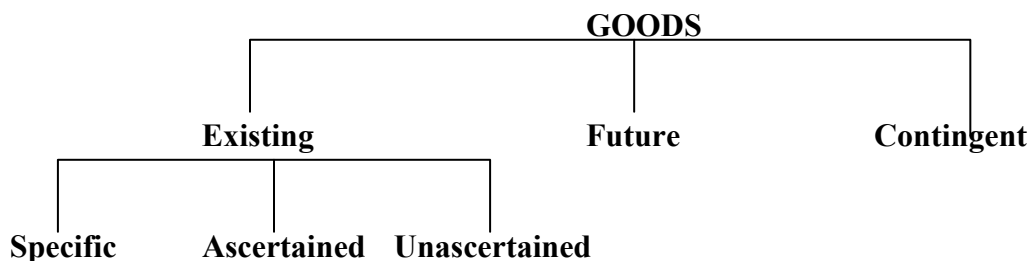 GOODS
Existing Future Contingent
Specific Ascertained Unascertained